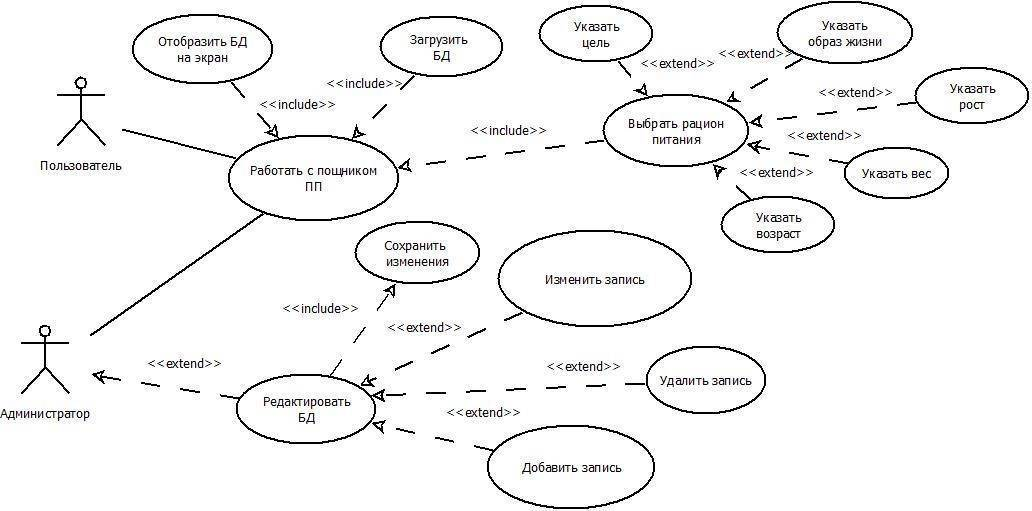 Отобразить БД
на экран
Загрузить
БД
Указать
цель
Указать
образ жизни
<<extend>>
<<extend>>
<<include>>
<<include>>
<<extend>>
Указать
рост
Пользователь
Выбрать рацион
питания
<<include>>
<<extend>>
Работать с пощником
ПП
<<extend>>
Указать вес
Указать
возраст
Сохранить
изменения
Изменить запись
<<include>>
<<extend>>
Администратор
<<extend>>
<<extend>>
Удалить запись
Редактировать
БД
<<extend>>
Добавить запись